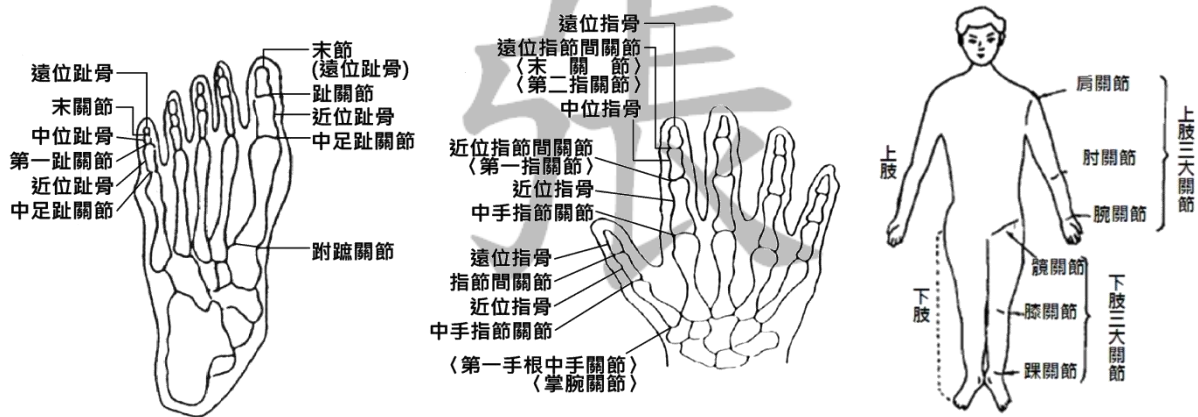 遠位趾骨
末關節
中位趾骨
第一趾關節
近位趾骨
中足趾關節
末節
(遠位趾骨)
趾關節
近位趾骨
中足趾關節
跗蹠關節
張
遠位指骨
遠位指節間關節
〈末關節〉
〈第二指關節〉
中位指骨
近位指節間關節
〈第一指關節〉
近位指骨
中手指節關節
遠位指骨
指節間關節
近位指骨
中手指節關節
〈第一手根中手關節〉
〈掌腕關節〉
上肢
肩關節
肘關節
腕關節
上肢三大關節
下肢
髖關節
膝關節
踝關節
下肢三大關節